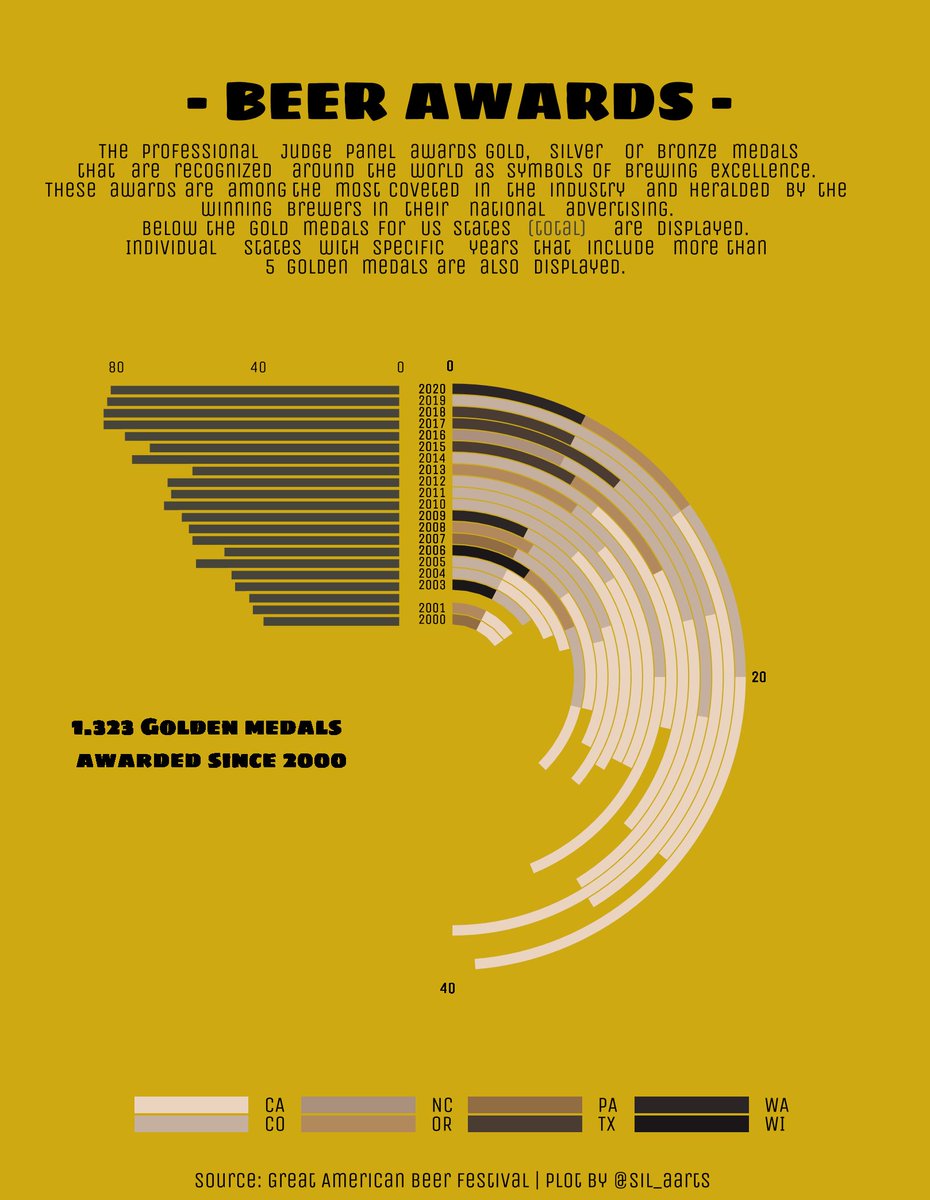 - BEER AWARDS -
The professional judge panel awards gold, silver or bronze medals
that are recognized around the world as symbols of brewing excellence.
These awards are among the most coveted in the industry and heralded by the
winning brewers in their national advertising.
Below the gold medals for US states (total) are displayed.
Individual states with specific years that include more than
5 golden medals are also displayed.
80 40 0 0
2020
2019
2018
2017
2016
2015
2014
2013
2012
2011
2010
2009
2008
2007
2006
2005
2004
2003
2001
2000
20
1.323 Golden medals
awarded since 2000
40
CA NC PA WA
CO OR TX WI
Source: Great American Beer Festival | Plot by @sil_aarts